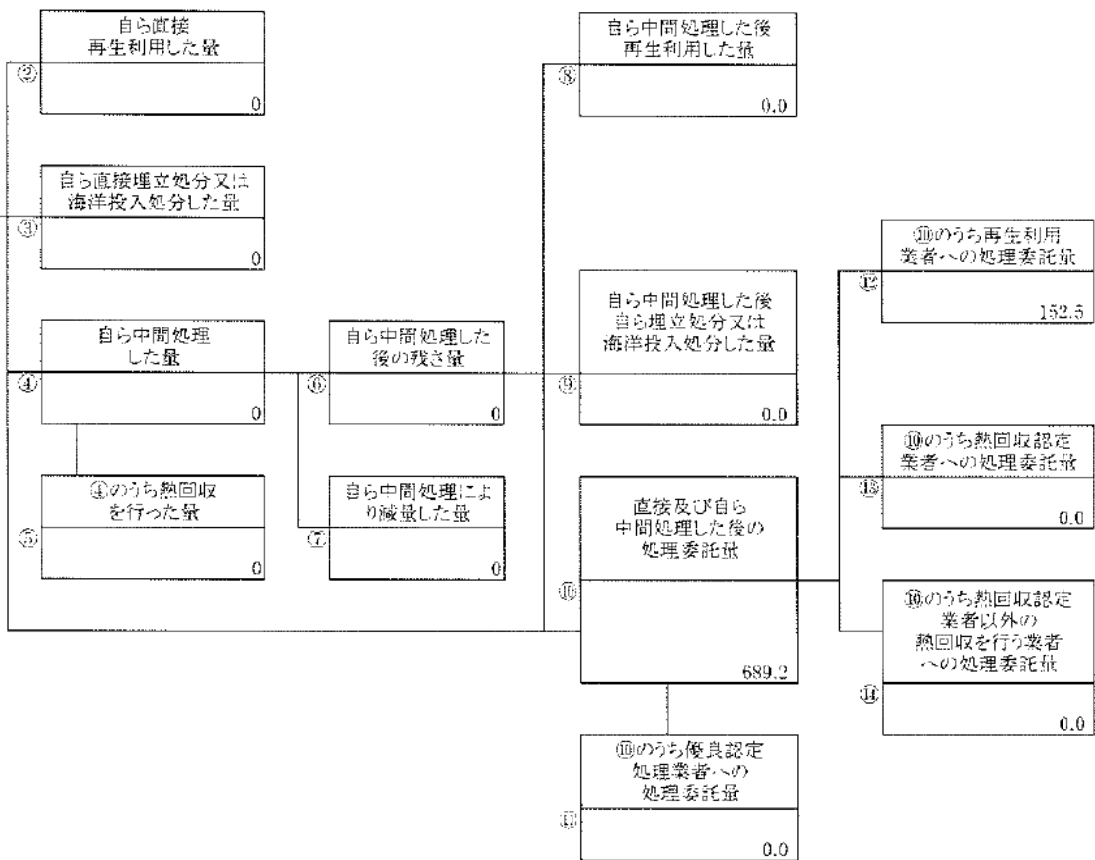 自ら直接
再生利用した量
②
0
自ら中間処理した後
再生利用した量
⑧
0.0
自ら直接埋立処分又は
海洋投入処分した量
③
0
⑩のうち再生利用
業者への処理委託量
⑫
152.5
自ら中間処理
した量
④
0
自ら中間処理した
後の残さ量
⑥
0
自ら中間処理した後
自ら埋立処分又は
海洋投入処分した量
⑨
0.0
⑩のうち熱回収認定
業者への処理委託量
⑬
0.0
④のうち熱回収
を行った量
⑤
0
自ら中間処理によ
り減量した量
⑦
0
直接及び自ら
中間処理した後の
処理委託量
⑩
689.2
⑩のうち熱回収認定
業者以外の
熱回収を行う業者
への処理委託量
⑭
0.0
⑩のうち優良認定
処理業者への
処理委託量
⑪
0.0